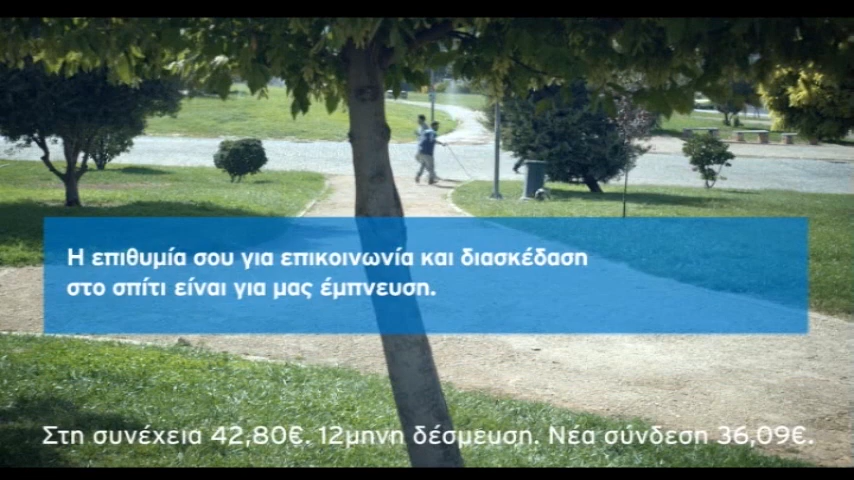 Η επιθυμία σου για επικοινωνία και διασκέδαση
στο σπίτι είναι για μας έμπνευση.
Στη συνέχεια 42,80€. 12μηνη δέσμευση. Νέα σύνδεση 36,09€.